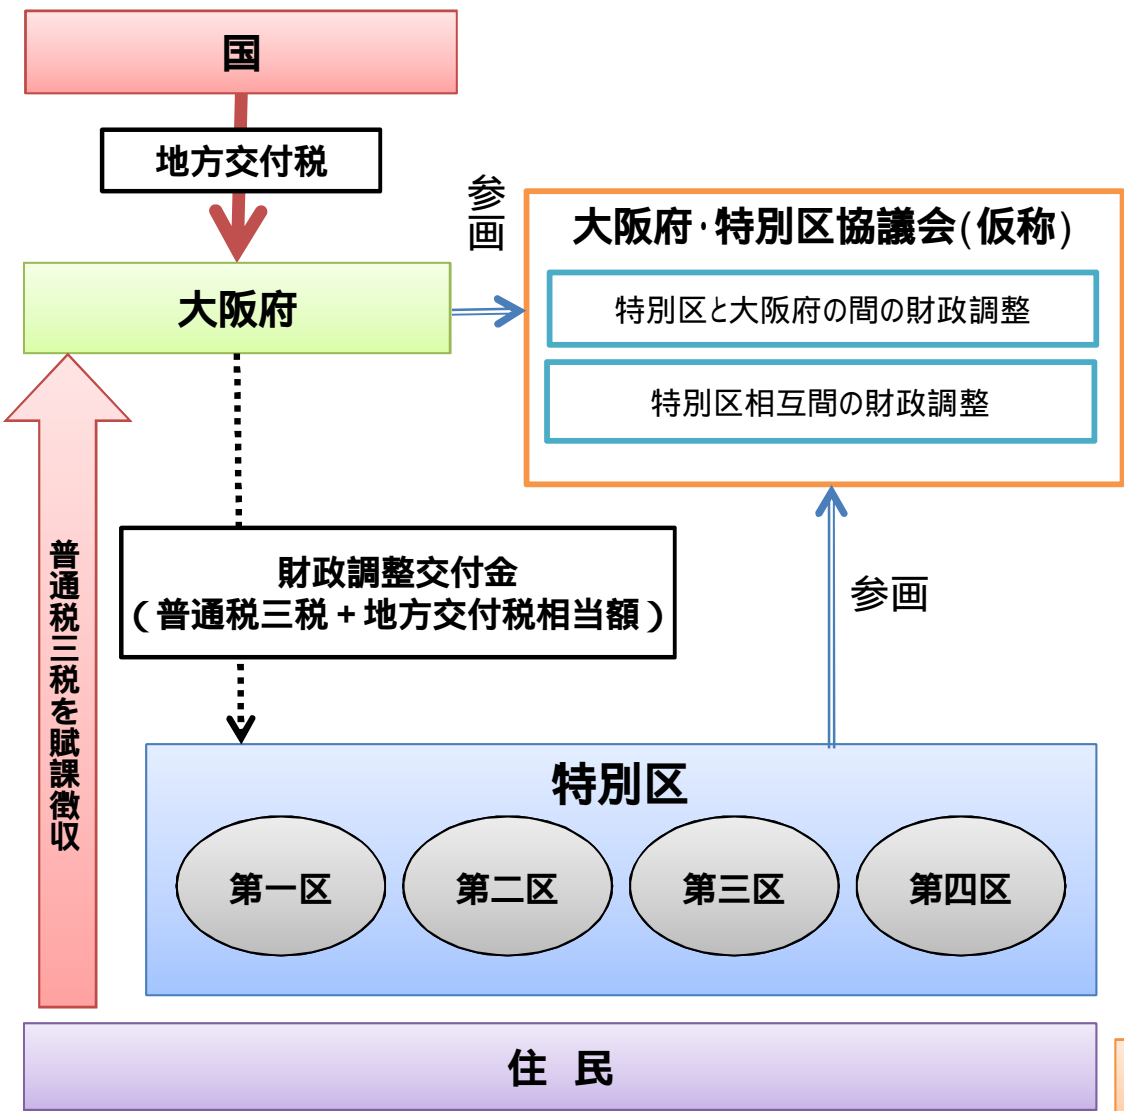 国
地方交付税
参画
大阪府・特別区協議会(仮称)
特別区と大阪府の間の財政調整
大阪府
特別区相互間の財政調整
財政調整交付金
(普通税三税+地方交付税相当額)
参画
普通税三税を賦課徴収
特別区
第一区
第二区
第三区
第四区
住 民